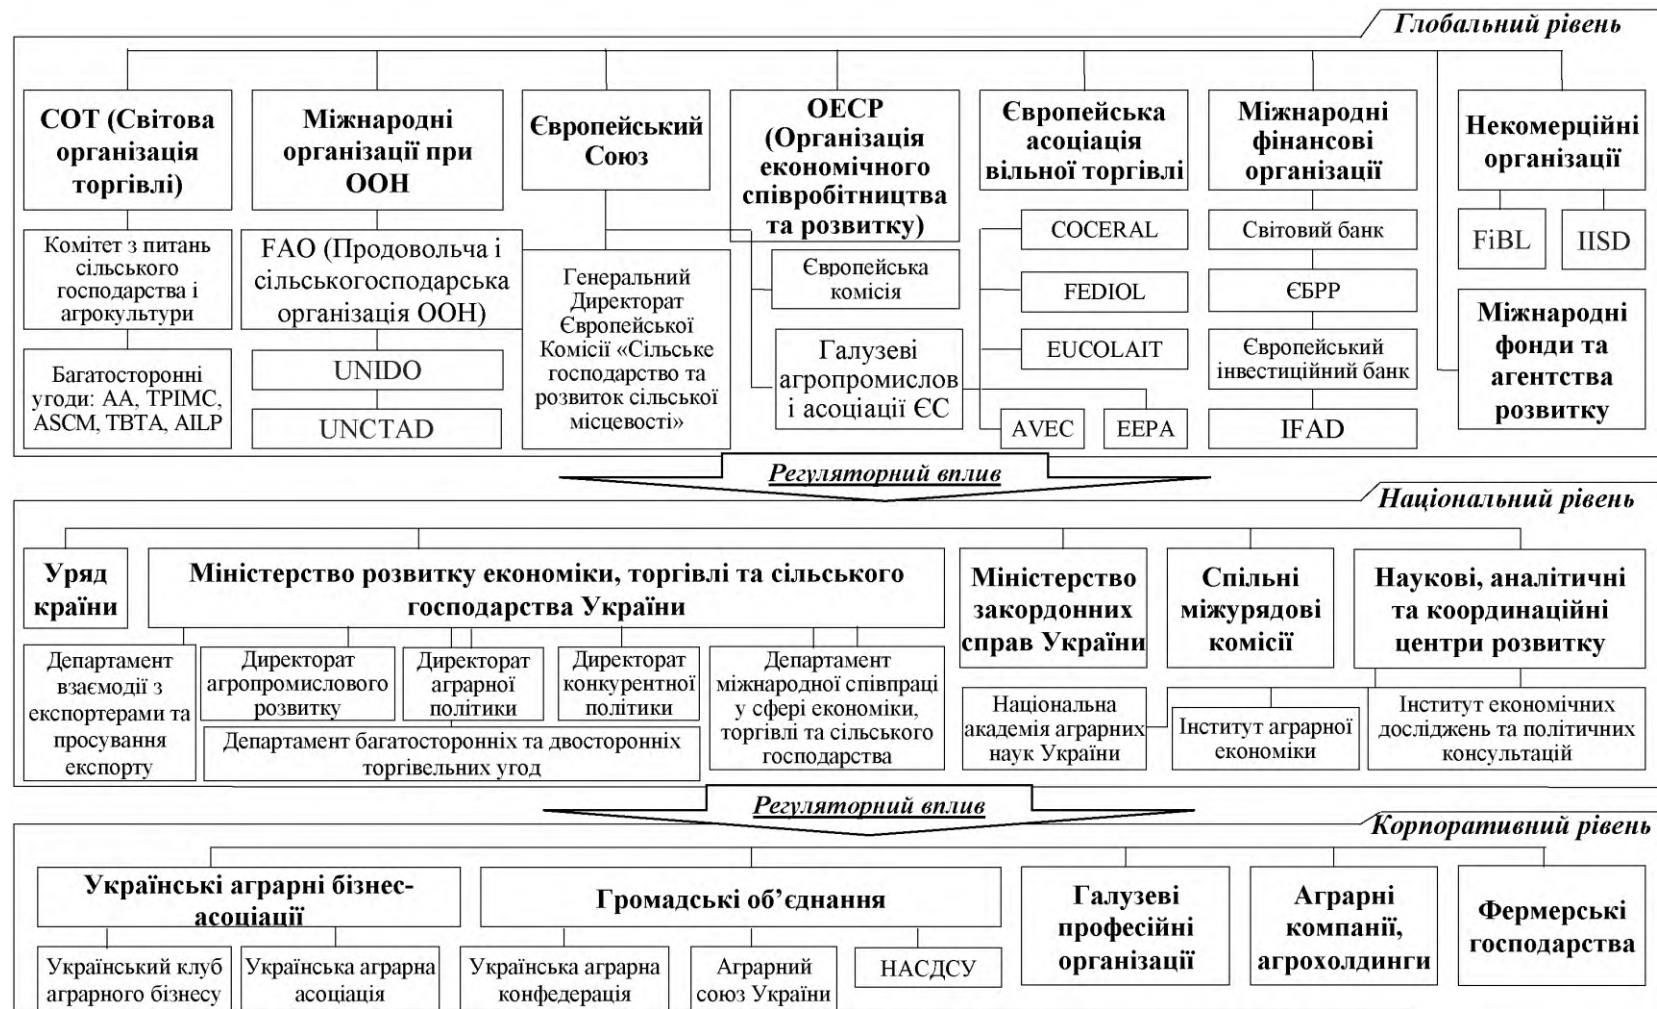 Глобальний рівень
СОТ (Світова
організація
торгівлі)
Міжнародні
організації при
ООН
Європейський
Союз
ОЕСР
(Організація
економічного
співробітництва
та розвитку)
Європейська
асоціація
вільної торгівлі
Міжнародні
фінансові
організації
Некомерційні
організації
Комітет з питань
сільського
господарства і
агрокультури
Багатосторонні
угоди: АА, ТРІМС,
ASCM, TBTA, AILP
FAO (Продовольча і
сільськогосподарська
організація ООН)
UNIDO
UNCTAD
Генеральний
Директорат
Європейської
Комісії «Сільське
господарство та
розвиток сільської
місцевості»
Європейська
комісія
Галузеві
агропромислов
і асоціації ЄС
COCERAL
FEDIOL
EUCOLAIT
AVEC
EEPA
Світовий банк
ЄБРР
Європейський
інвестиційний банк
IFAD
FiBL
IISD
Міжнародні
фонди та
агентства
розвитку
Регуляторний вплив
Національний рівень
Уряд
країни
Міністерство розвитку економіки, торгівлі та сільського
господарства України
Міністерство
закордонних
справ України
Спільні
міжурядові
комісії
Наукові, аналітичні
та координаційні
центри розвитку
Департамент
взаємодії з
експортерами та
просування
експорту
Директорат
агропромислового
розвитку
Директорат
аграрної
політики
Директорат
конкурентної
політики
Департамент багатосторонніх та двосторонніх
торгівельних угод
Департамент
міжнародної співпраці
у сфері економіки,
торгівлі та сільського
господарства
Національна
академія аграрних
наук України
Інститут аграрної
економіки
Інститут економічних
досліджень та політичних
консультацій
Регуляторний вплив
Корпоративний рівень
Українські аграрні бізнес-
асоціації
Громадські об’єднання
Галузеві
професійні
організації
Аграрні
компанії,
агрохолдинги
Фермерські
господарства
Український клуб
аграрного бізнесу
Українська аграрна
асоціація
Українська аграрна
конфедерація
Аграрний
союз України
НАСДСУ